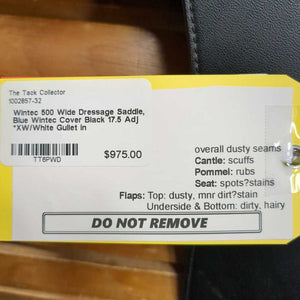 The Tack Collector
1002857-32
Wintec 500 Wide Dressage Saddle,
Blue Wintec Cover Black 17.5 Adj
*XW/White Gullet In
TT6PWD
$975.00
overall dusty seams
Cantle: scuffs
Pommel: rubs
Seat: spots?stains
Flaps: Top: dusty, mnr dirt?stain
Underside & Bottom: dirty, hairy
DO NOT REMOVE